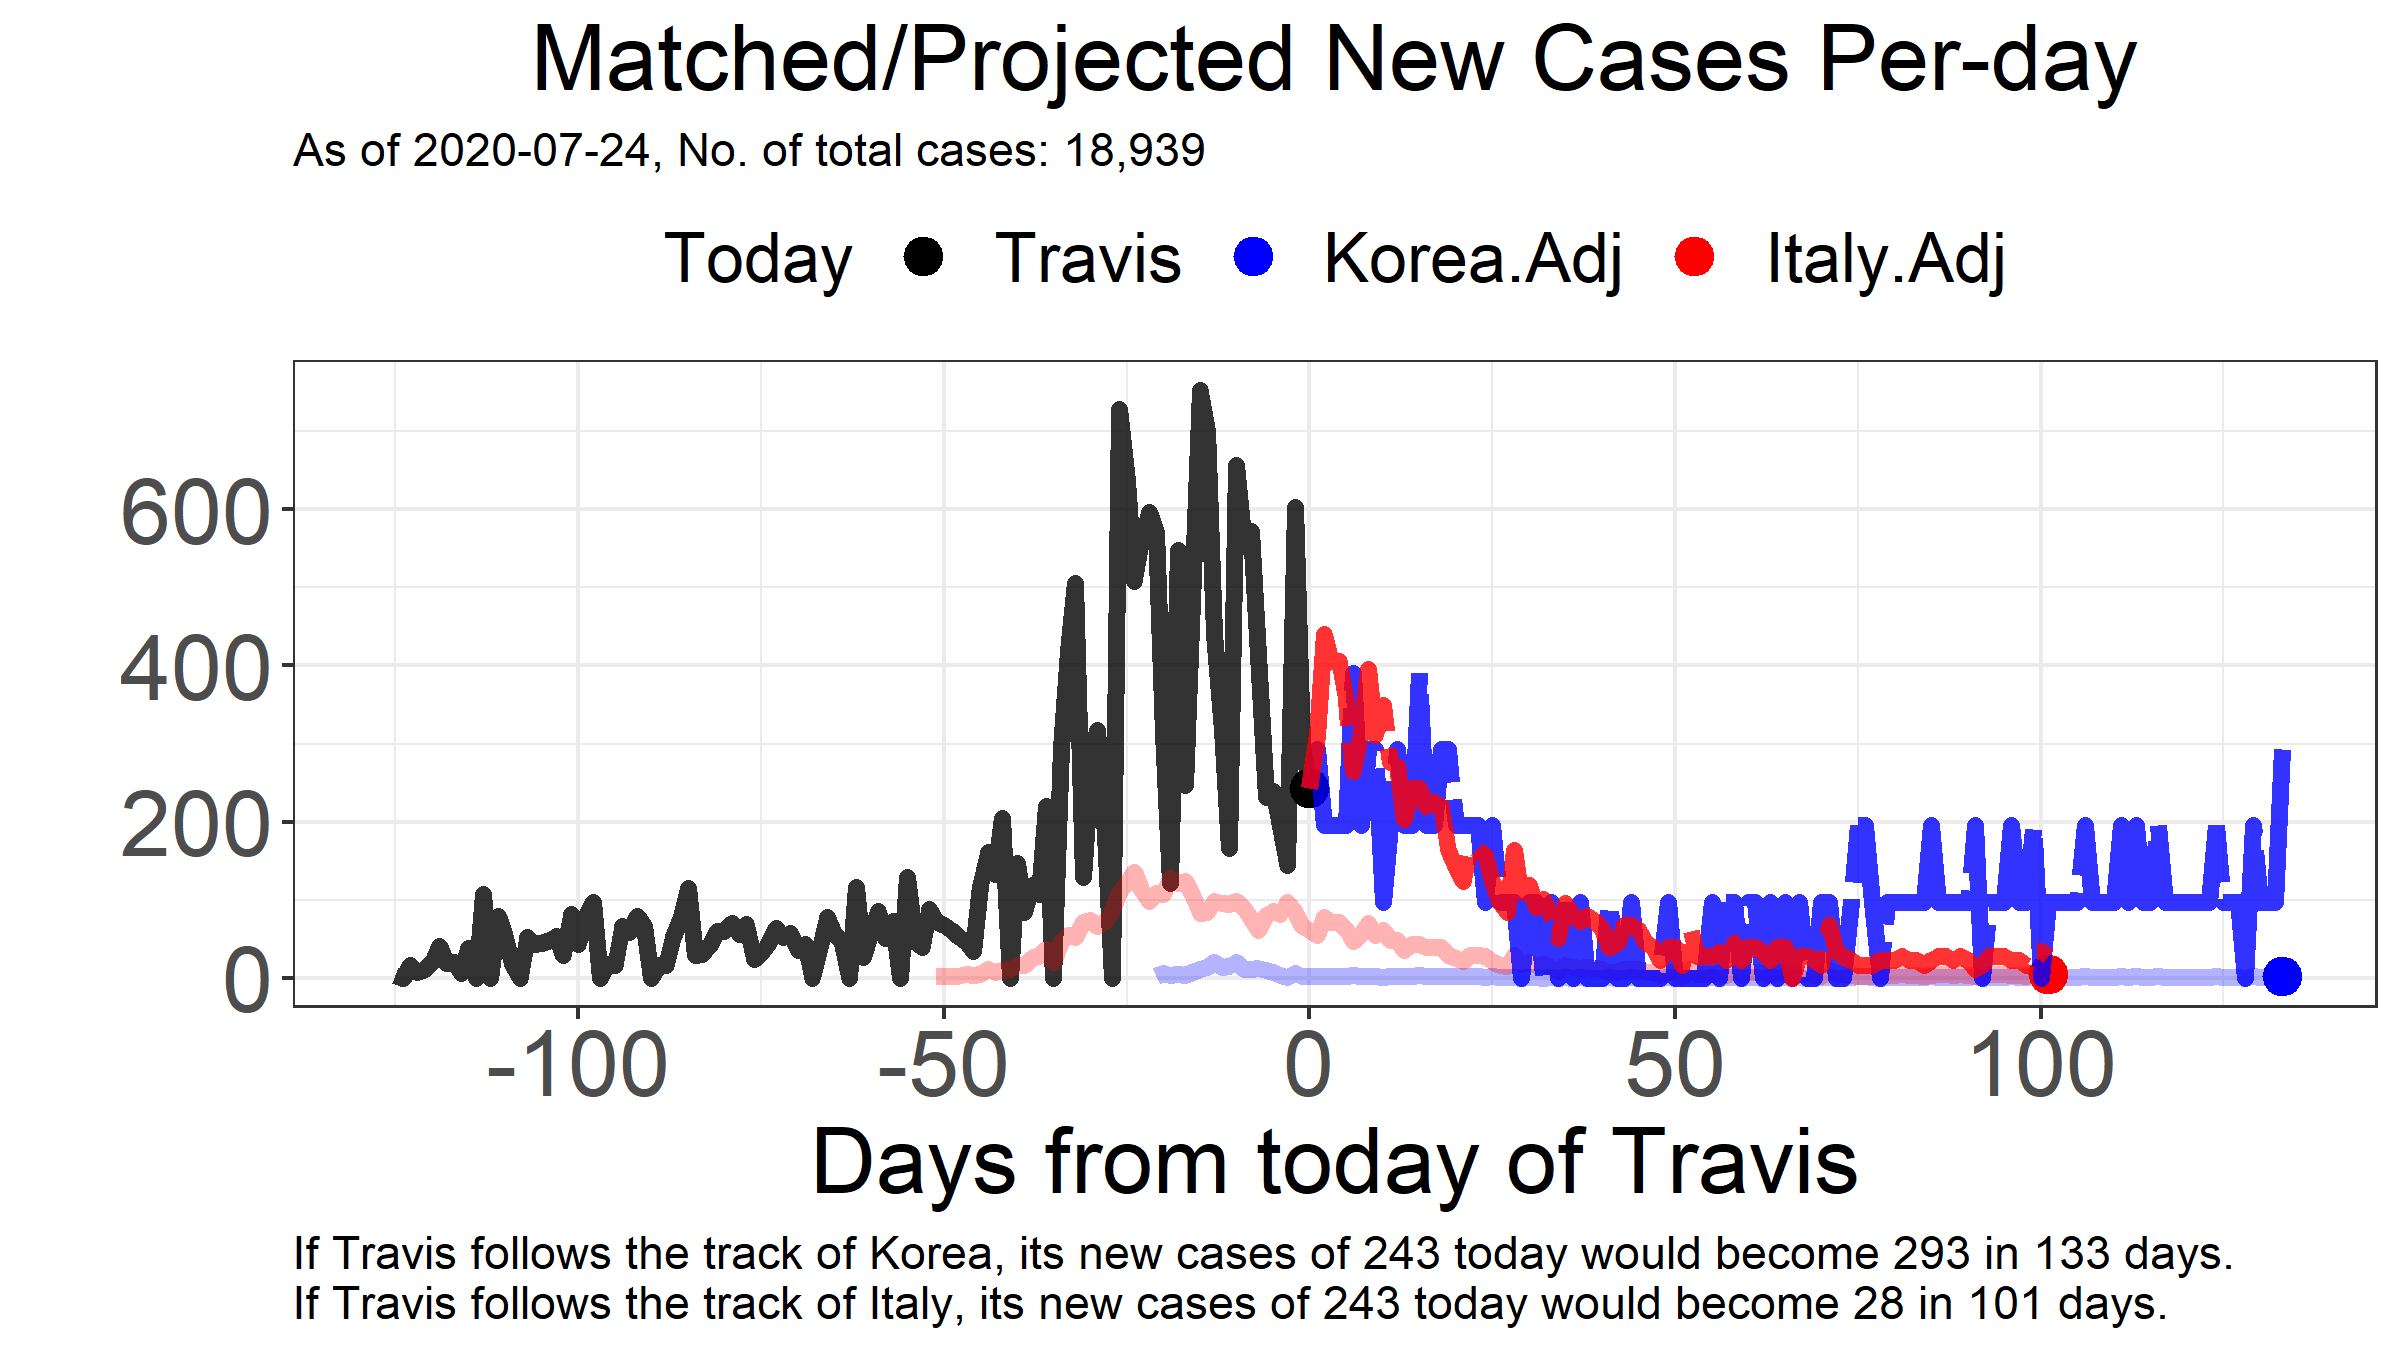 Matched/Projected New Cases Per-day
As of 2020-07-24, No. of total cases: 18,939
Today Travis Korea.Adj Italy.Adj
600
400
200
0
-100 -50 0 50 100
Days from today of Travis
If Travis follows the track of Korea, its new cases of 243 today would become 293 in 133 days.
If Travis follows the track of Italy, its new cases of 243 today would become 28 in 101 days.